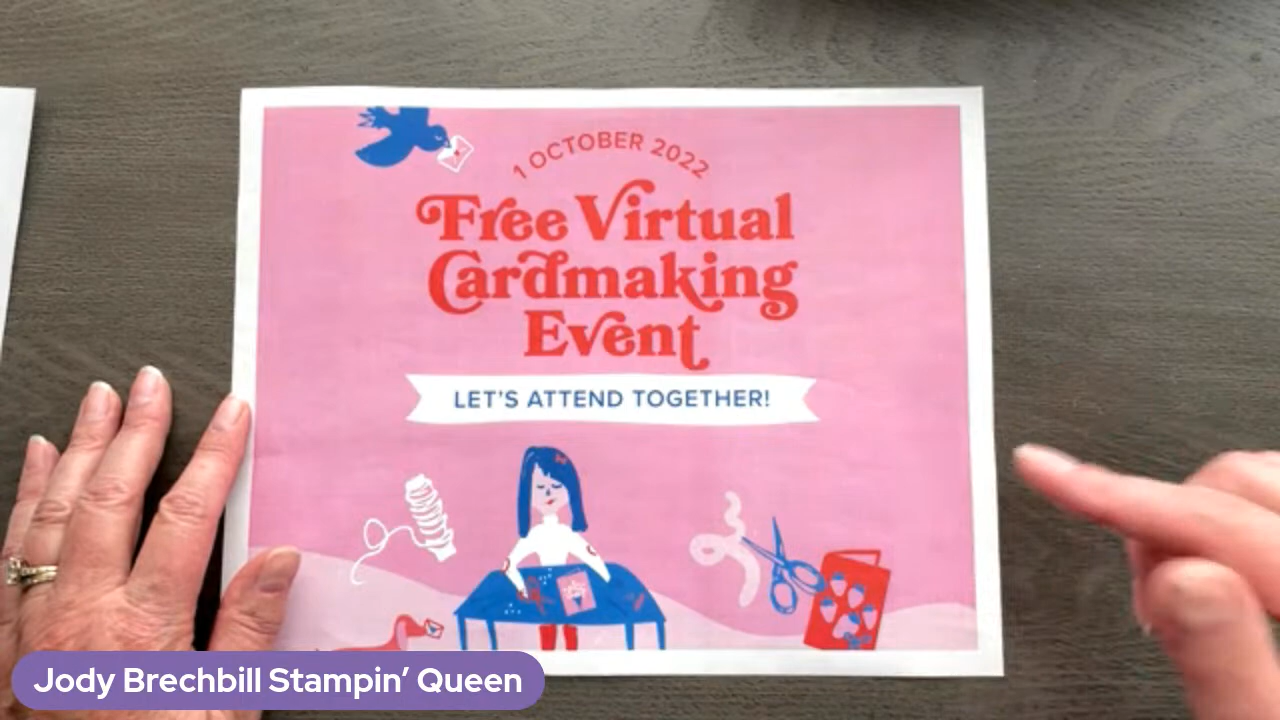 1 OCTOBER 2022
Free Virtual
Cardmaking
Event
LET'S ATTEND TOGETHER!
Jody Brechbill Stampin' Queen